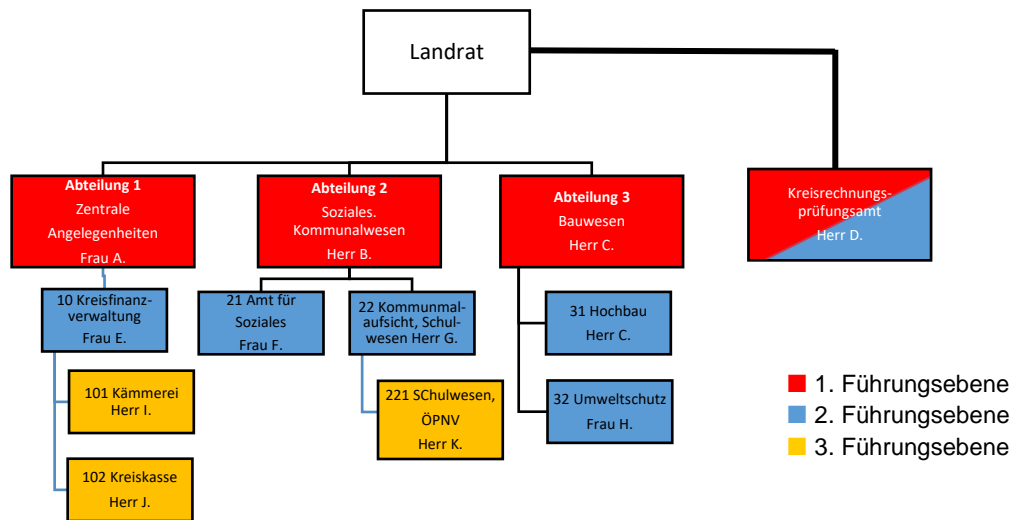 Landrat
Abteilung 1
Zentrale
Angelegenheiten
Frau A.
Abteilung 2
Soziales.
Kommunalwesen
Herr B.
Abteilung 3
Bauwesen
Herr C.
Kreisrechnungs-
prüfungsamt
Herr D.
10 Kreisfinanz-
verwaltung
Frau E.
21 Amt für
Soziales
Frau F.
22 Kommunmal-
aufsicht, Schul-
wesen Herr G.
31 Hochbau
Herr C.
101 Kämmerei
Herr I.
221 SChulwesen,
ÖPNV
Herr K.
32 Umweltschutz
Frau H.
102 Kreiskasse
Herr J.
1. Führungsebene
2. Führungsebene
3. Führungsebene